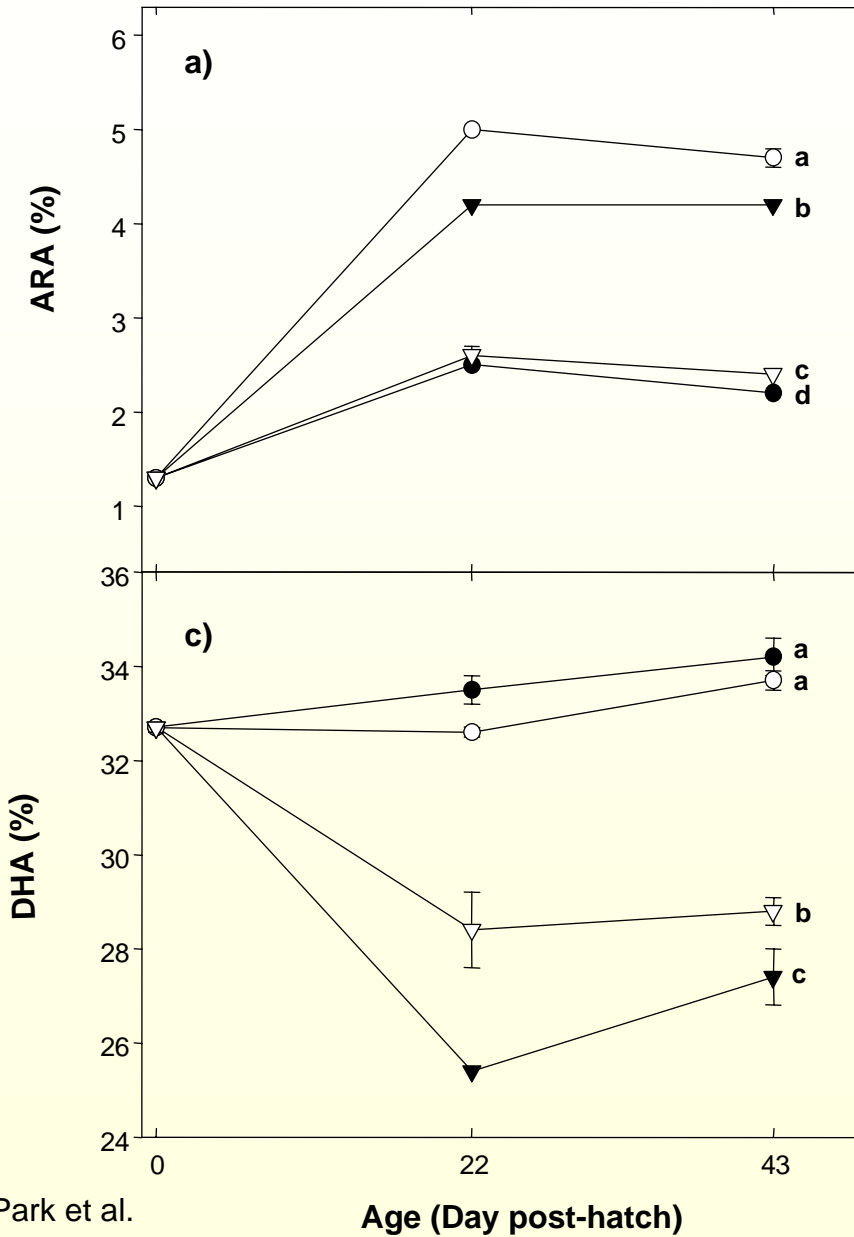 a)
6
5
4
3
2
1
ARA (%)
a
b
c
d
c)
36
34
32
30
28
26
24
DHA (%)
a
a
b
c
0 22 43
Park et al.
Age (Day post-hatch)